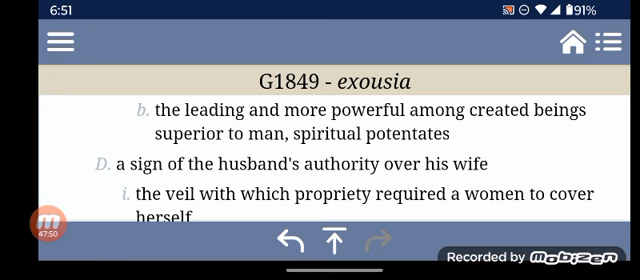 6:51
91%
G1849 - exousia
b. the leading and more powerful among created beings
superior to man, spiritual potentates
D. a sign of the husband's authority over his wife
i. the veil with which propriety required a women to cover
herself
47:50
Recorded by mobizen